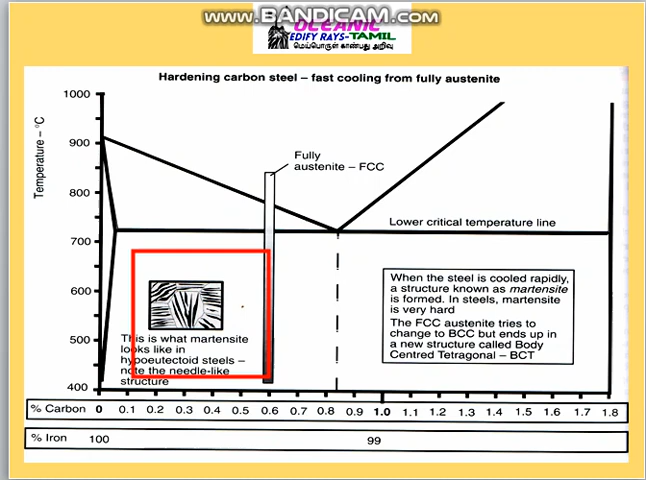 www.BANDICAM.com
OCEANIC
EDIFY RAYS-TAMIL
மெய்பொருள் காண்பது அறிவு
Hardening carbon steel – fast cooling from fully austenite
Temperature – °C
1000
900
800
700
600
500
400
Fully
austenite – FCC
Lower critical temperature line
When the steel is cooled rapidly,
a structure known as martensite
is formed. In steels, martensite
is very hard
The FCC austenite tries to
change to BCC but ends up in
a new structure called Body
Centred Tetragonal – BCT
This is what martensite
looks like in
hypoeutectoid steels –
note the needle-like
structure
% Carbon 0 0.1 0.2 0.3 0.4 0.5 0.6 0.7 0.8 0.9 1.0 1.1 1.2 1.3 1.4 1.5 1.6 1.7 1.8
% Iron 100 99